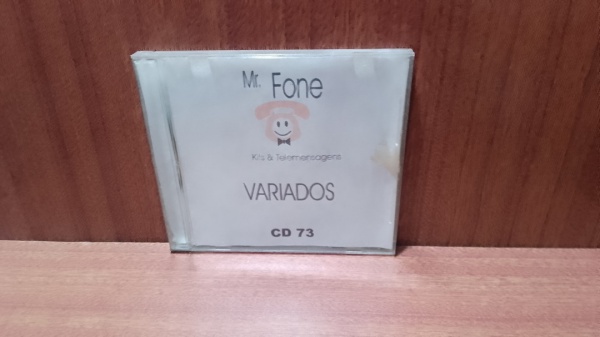 Mr. Fone
Kits & Telemensagens
VARIADOS
CD 73